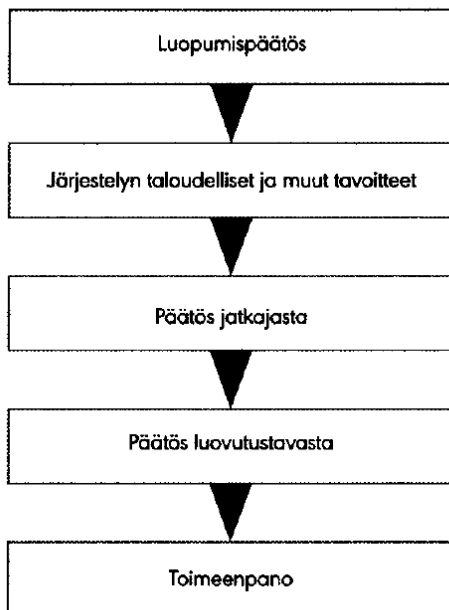 Luopumispäätös
Järjestelyn taloudelliset ja muut tavoitteet
Päätös jatkajasta
Päätös luovutustavasta
Toimeenpano